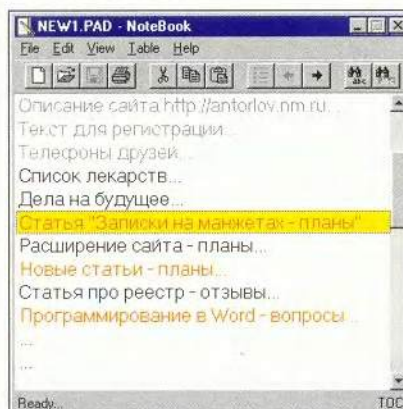 NEW1.PAD - NoteBook
File Edit View Table Help
Описание сайта http://antorlov.nm.ru...
Текст для регистрации...
Телефоны друзей...
Список лекарств...
Дела на будущее...
Статья "Записки на манжетах - планы"
Расширение сайта - планы...
Новые статьи - планы...
Статья про реестр - отзывы...
Программирование в Word - вопросы...
...
...
Ready... TOC